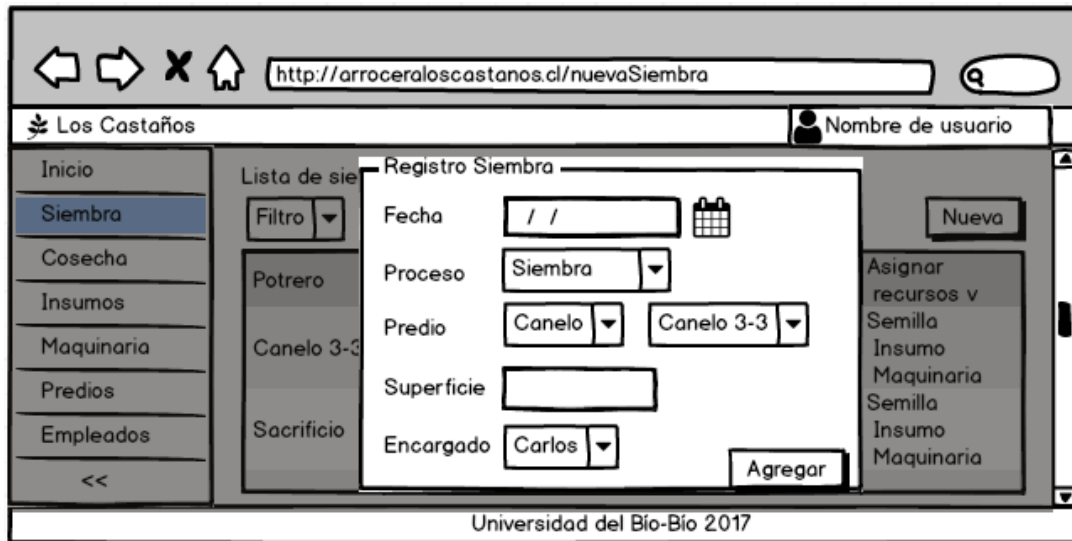 http://arroceraloscastanos.cl/nuevaSiembra
Los Castaños
Nombre de usuario
Inicio
Siembra
Cosecha
Insumos
Maquinaria
Predios
Empleados
<<
Lista de sie
Filtro
Nueva
Potrero
Asignar
recursos v
Canelo 3-3
Semilla
Insumo
Maquinaria
Sacrificio
Semilla
Insumo
Maquinaria
Registro Siembra
Fecha / /
Proceso Siembra
Predio Canelo Canelo 3-3
Superficie
Encargado Carlos
Agregar
Universidad del Bío-Bío 2017